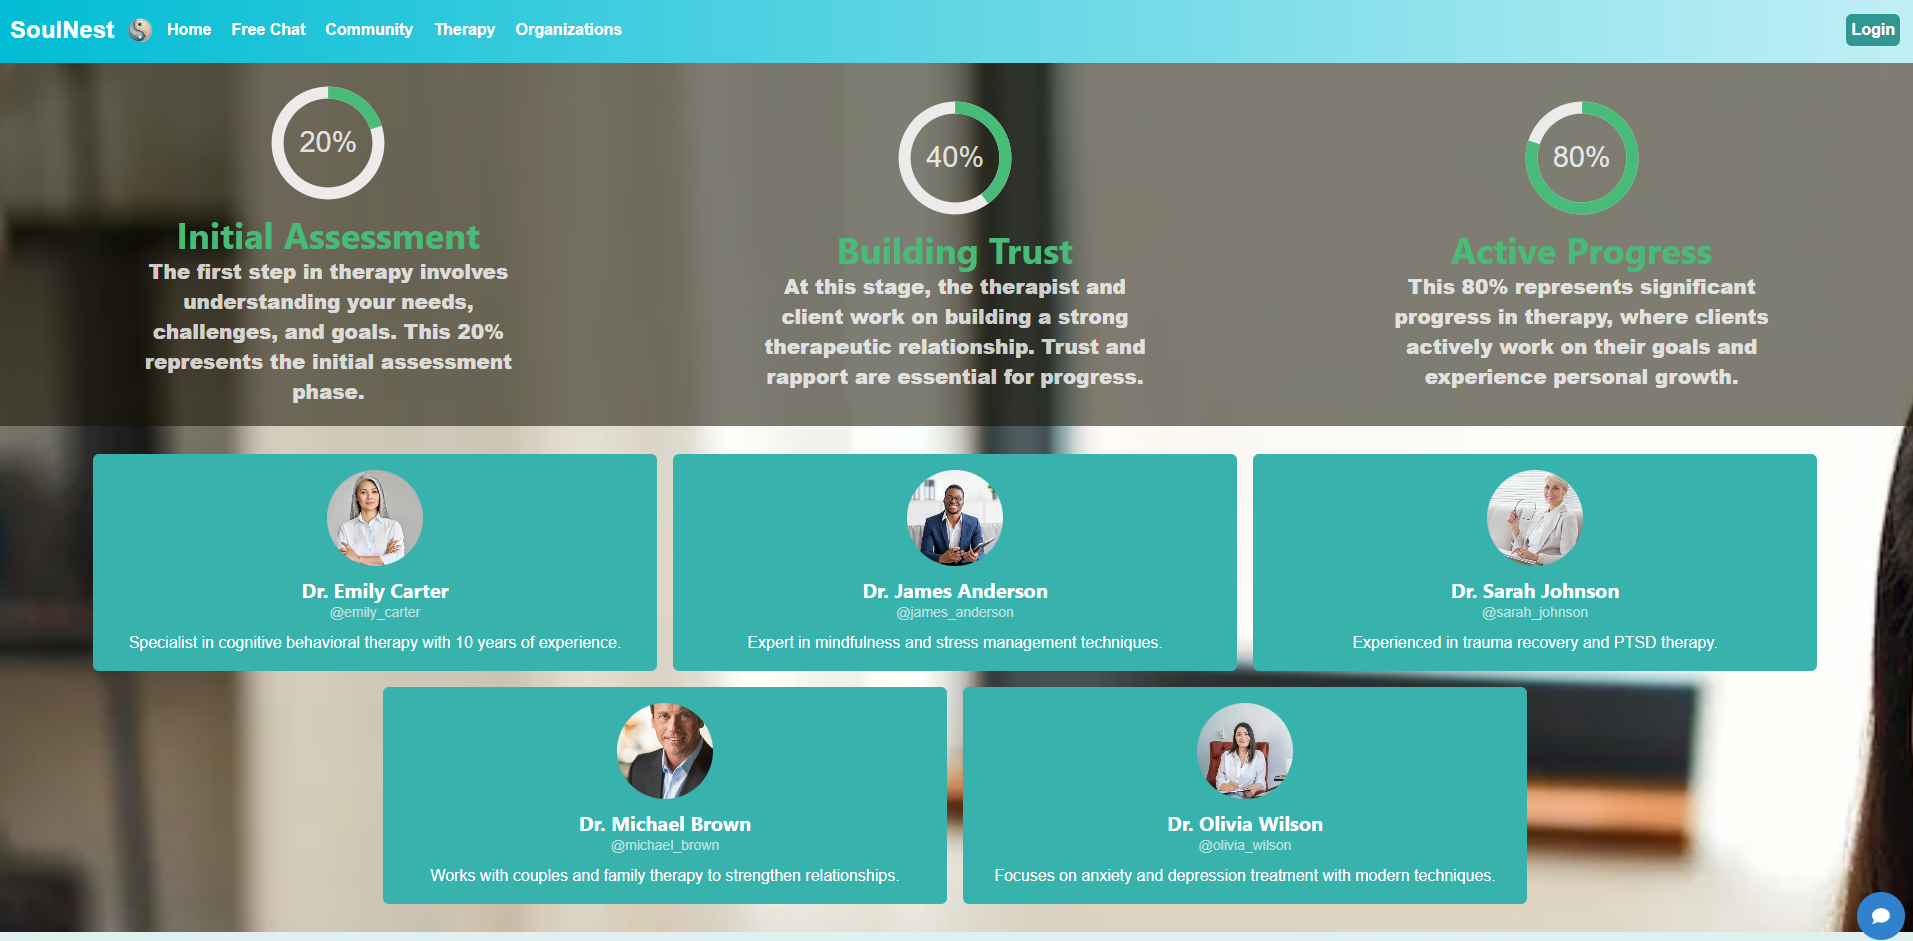 SoulNest Home Free Chat Community Therapy Organizations Login
20%
Initial Assessment
The first step in therapy involves
understanding your needs,
challenges, and goals. This 20%
represents the initial assessment
phase.
40%
Building Trust
At this stage, the therapist and
client work on building a strong
therapeutic relationship. Trust and
rapport are essential for progress.
80%
Active Progress
This 80% represents significant
progress in therapy, where clients
actively work on their goals and
experience personal growth.
Dr. Emily Carter
@emily_carter
Specialist in cognitive behavioral therapy with 10 years of experience.
Dr. James Anderson
@james_anderson
Expert in mindfulness and stress management techniques.
Dr. Sarah Johnson
@sarah_johnson
Experienced in trauma recovery and PTSD therapy.
Dr. Michael Brown
@michael_brown
Works with couples and family therapy to strengthen relationships.
Dr. Olivia Wilson
@olivia_wilson
Focuses on anxiety and depression treatment with modern techniques.